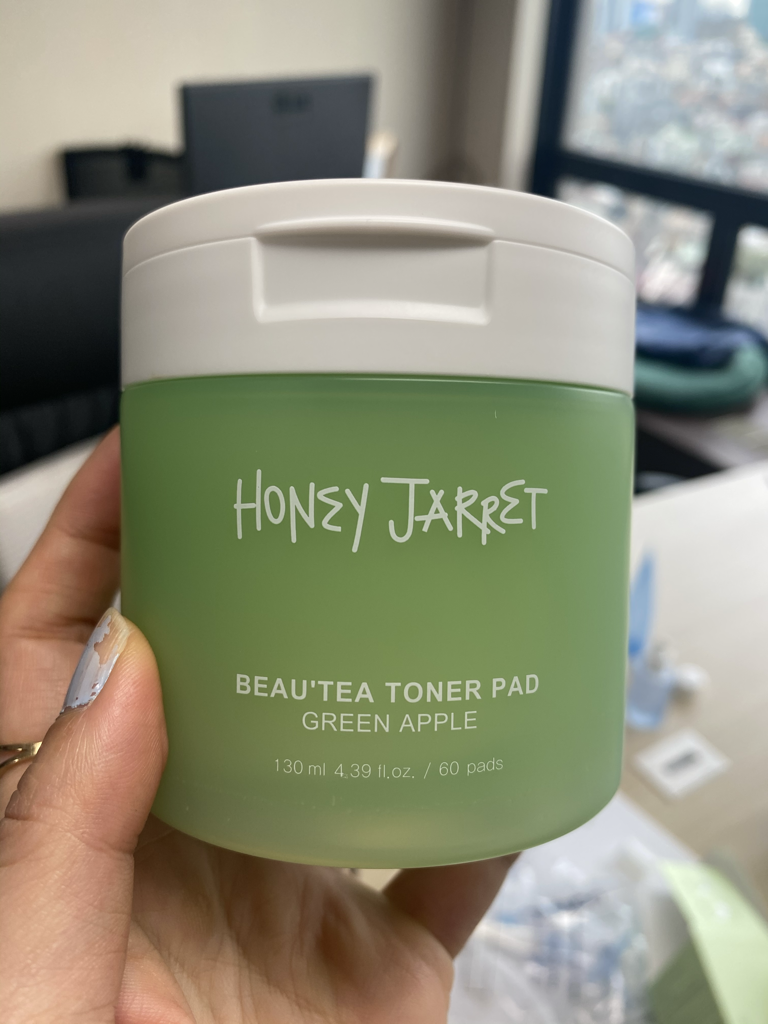 HONEY JARRET
BEAU'TEA TONER PAD
GREEN APPLE
130 ml 4.39 fl.oz. / 60 pads